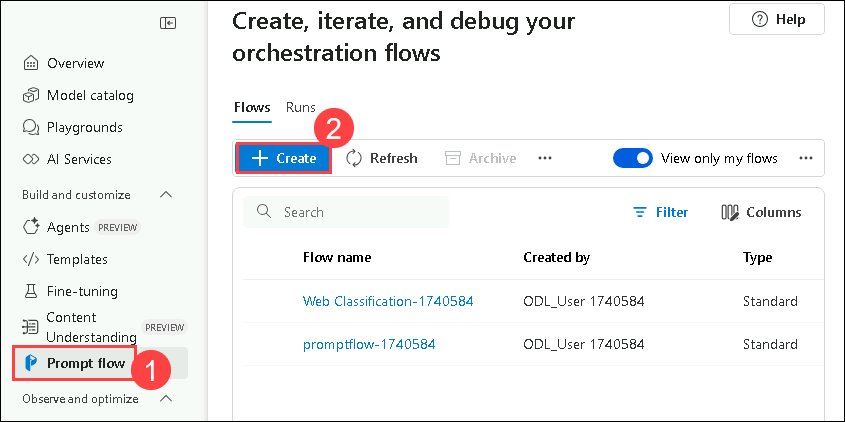 Create, iterate, and debug your
orchestration flows
Help
Overview
Model catalog
Playgrounds
AI Services
Build and customize
Agents PREVIEW
Templates
Fine-tuning
Content
Understanding PREVIEW
Prompt flow
1
Observe and optimize
Flows Runs
2
Create Refresh Archive View only my flows
Search Filter Columns
Flow name Created by Type
Web Classification-1740584 ODL_User 1740584 Standard
promptflow-1740584 ODL_User 1740584 Standard